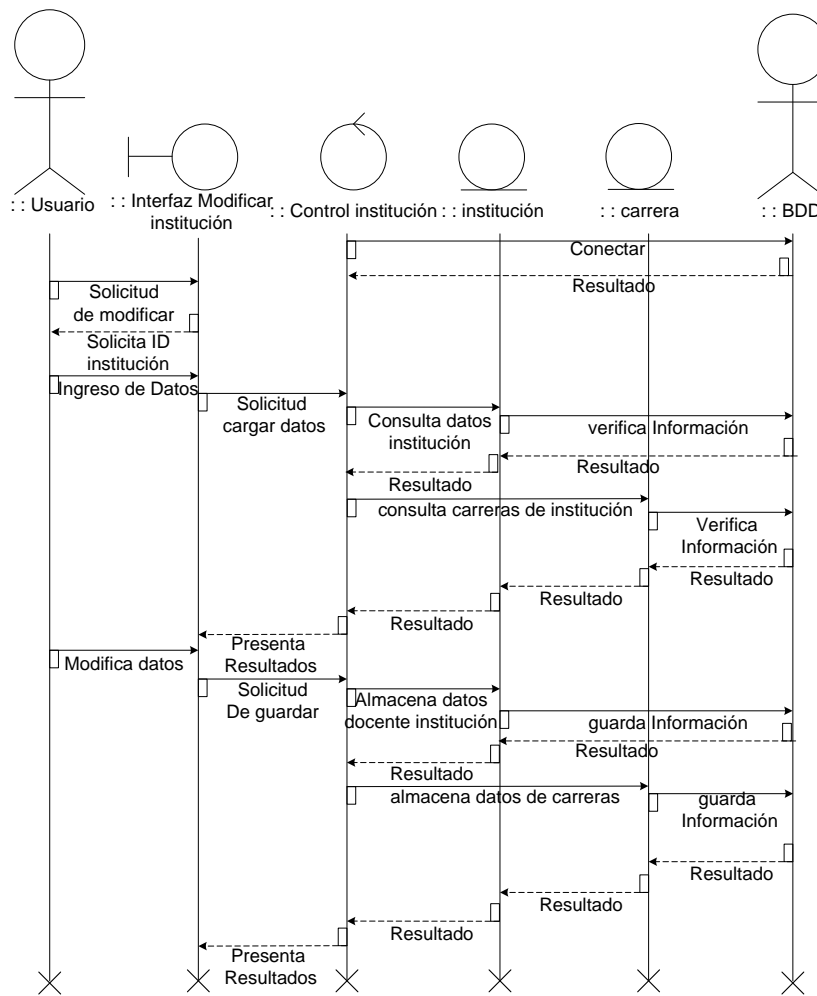 : : Usuario
: : Interfaz Modificar
institución
: : Control institución
: : institución
: : carrera
: : BDD
Conectar
Resultado
Solicitud
de modificar
Solicita ID
institución
Ingreso de Datos
Solicitud
cargar datos
Consulta datos
institución
verifica Información
Resultado
Resultado
consulta carreras de institución
Verifica
Información
Resultado
Resultado
Resultado
Presenta
Resultados
Modifica datos
Solicitud
De guardar
Almacena datos
docente institución
guarda Información
Resultado
Resultado
almacena datos de carreras
guarda
Información
Resultado
Resultado
Resultado
Presenta
Resultados